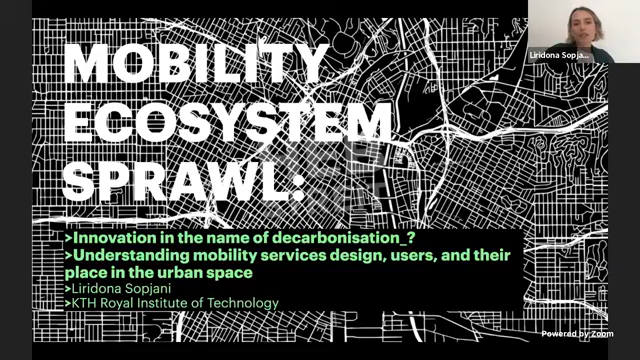 MOBILITY
ECOSYSTEM
SPRAWL:
>Innovation in the name of decarbonisation_?
>Understanding mobility services design, users, and their
place in the urban space
>Liridona Sopjani
>KTH Royal Institute of Technology
Liridona Sopja...
Powered by Zoom